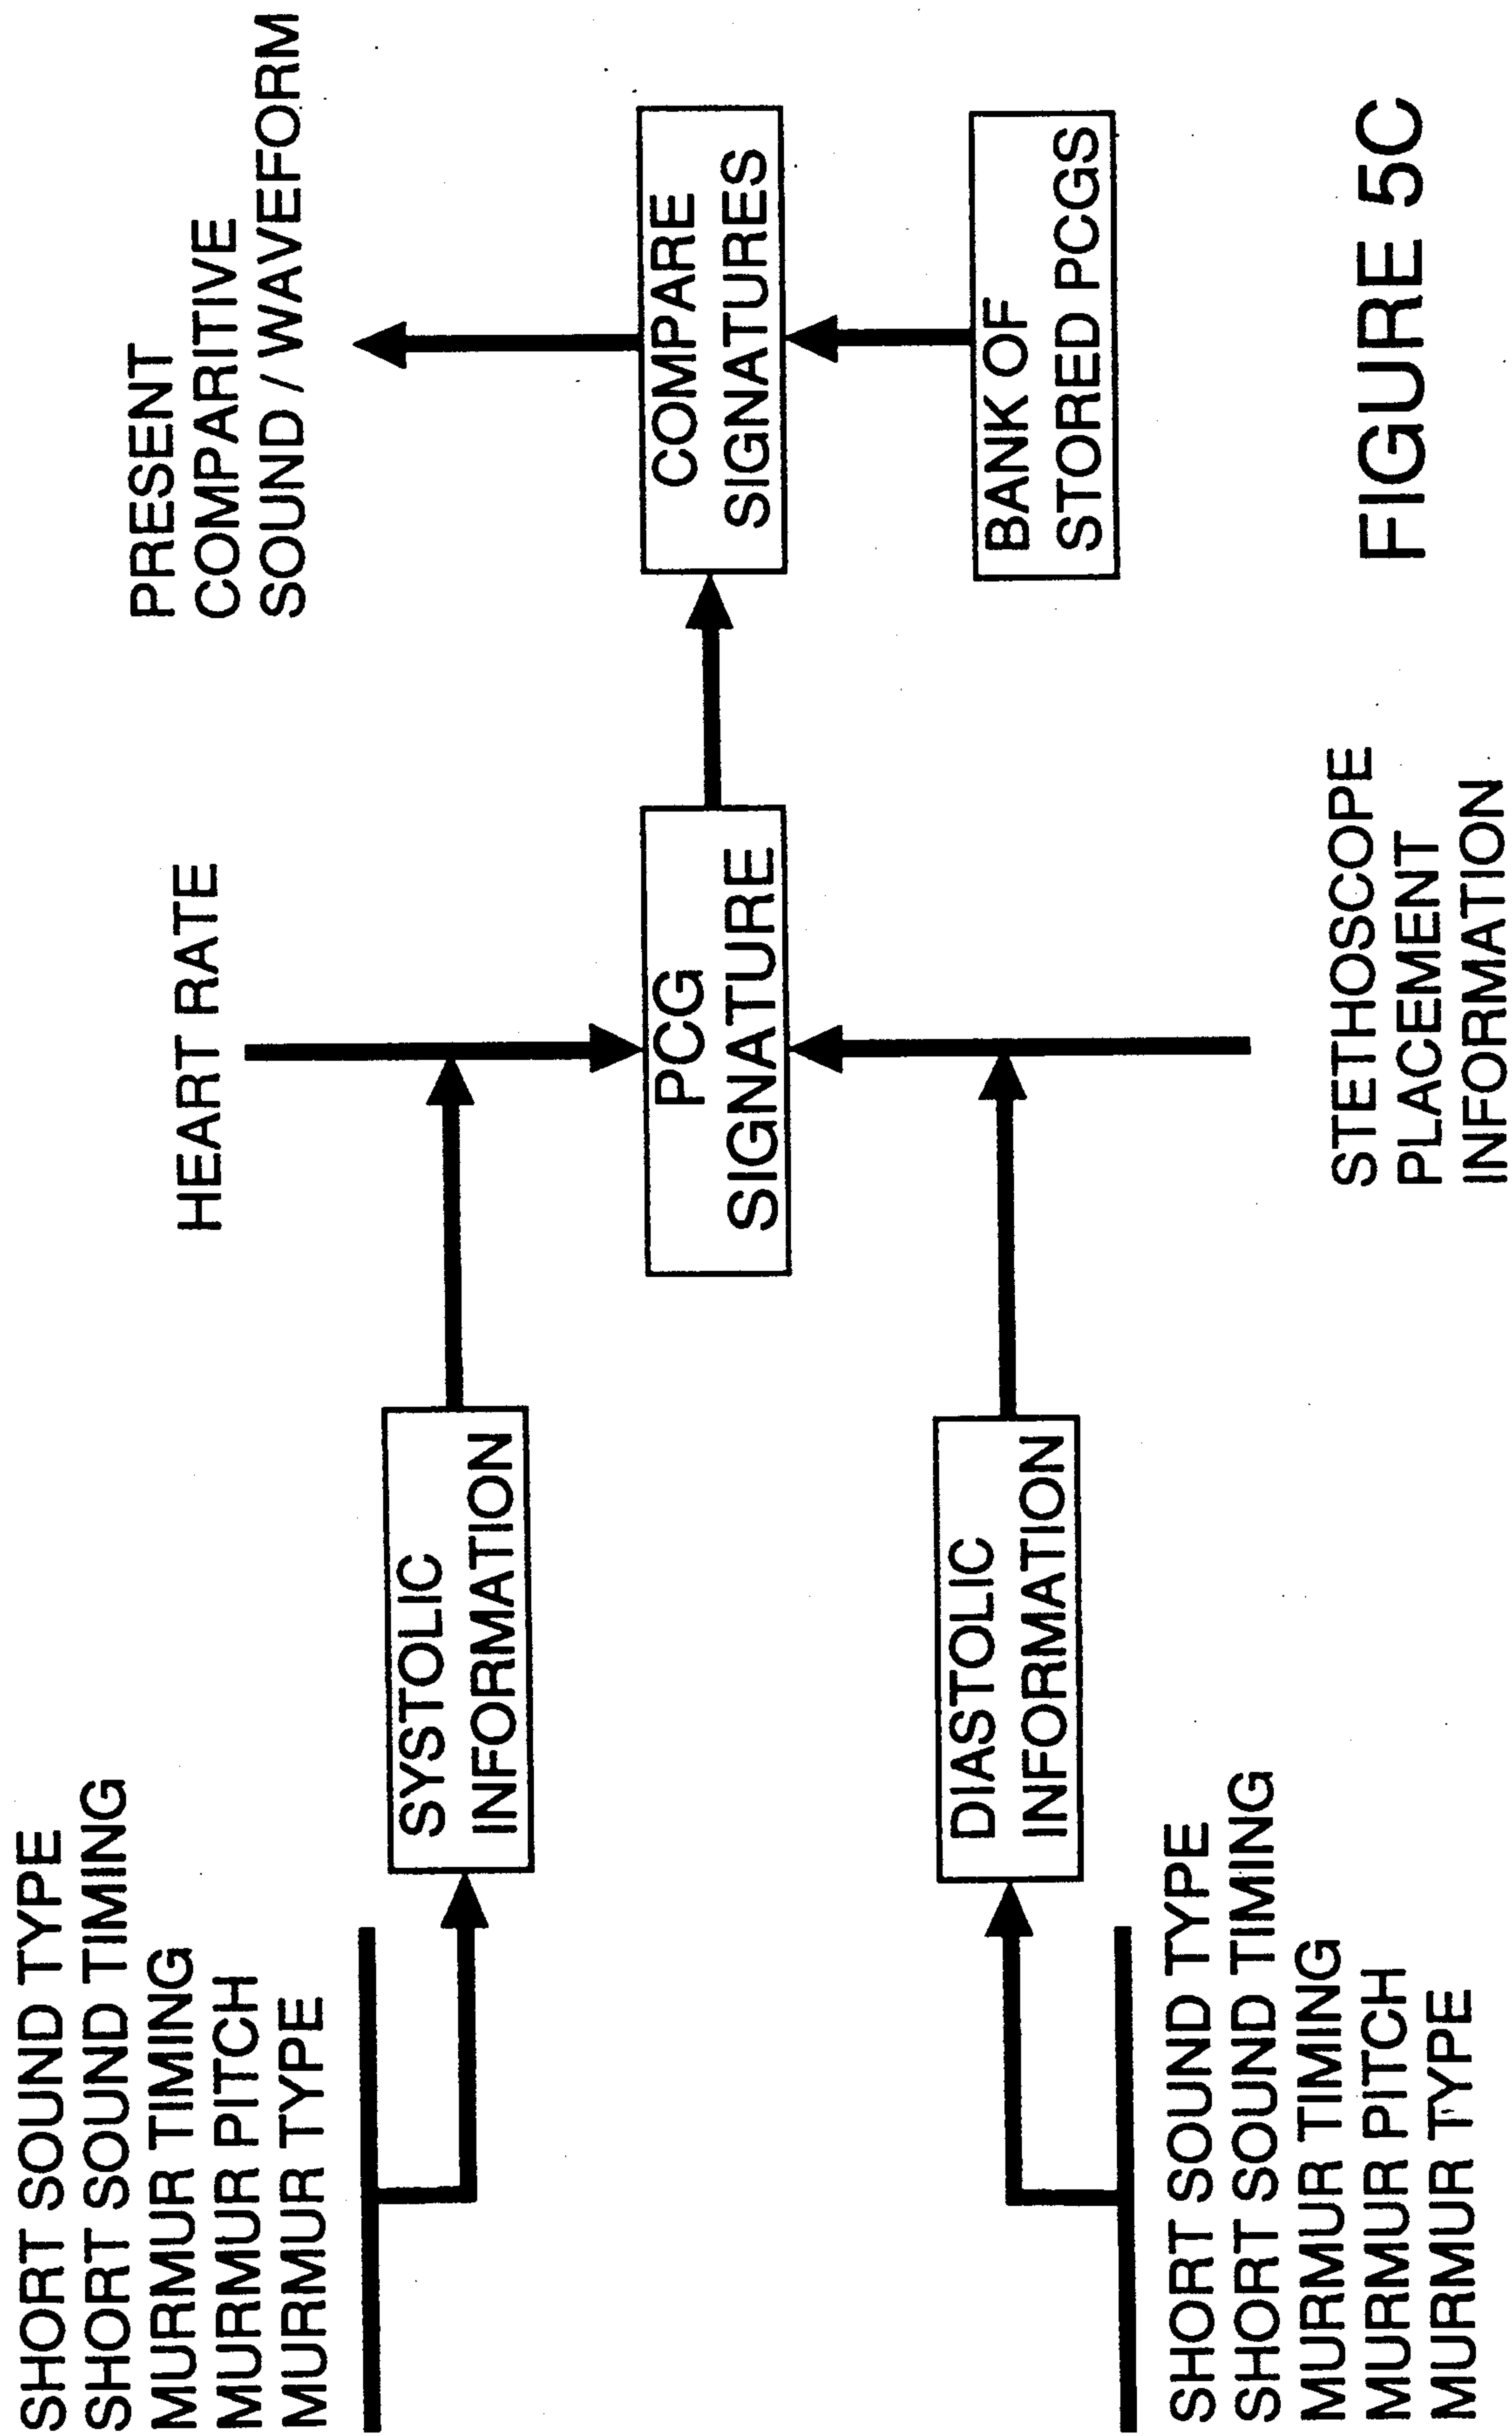 SHORT SOUND TYPE
SHORT SOUND TIMING
MURMUR TIMING
MURMUR PITCH
MURMUR TYPE
SYSTOLIC
INFORMATION
HEART RATE
PRESENT
COMPARITIVE
SOUND / WAVEFORM
PCG
SIGNATURE
COMPARE
SIGNATURES
DIASTOLIC
INFORMATION
BANK OF
STORED PCGS
SHORT SOUND TYPE
SHORT SOUND TIMING
MURMUR TIMING
MURMUR PITCH
MURMUR TYPE
STETHOSCOPE
PLACEMENT
INFORMATION
FIGURE 5C